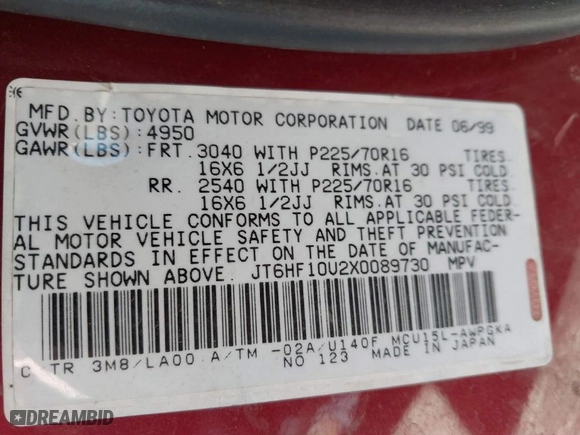 MFD. BY: TOYOTA MOTOR CORPORATION DATE 06/99
GVWR(LBS): 4950
GAWR(LBS): FRT. 3040 WITH P225/70R16 TIRES.
16X6 1/2JJ RIMS.AT 30 PSI COLD.
RR. 2540 WITH P225/70R16 TIRES.
16X6 1/2JJ RIMS.AT 30 PSI COLD.
THIS VEHICLE CONFORMS TO ALL APPLICABLE FEDER-
AL MOTOR VEHICLE SAFETY AND THEFT PREVENTION
STANDARDS IN EFFECT ON THE DATE OF MANUFAC-
TURE SHOWN ABOVE. JT6HF10U2X0089730 MPV
C/TR 3M8/LA00 A/TM -02A/U140F MCU15L-AWPGKA
NO 123 MADE IN JAPAN
DREAMBID